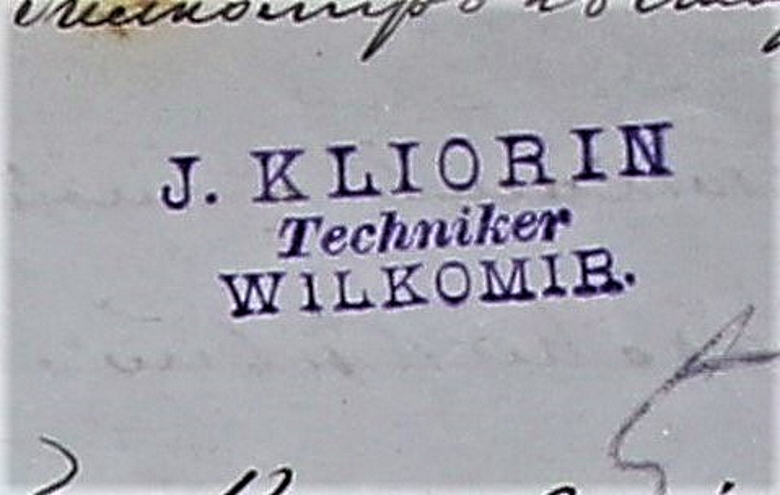 J. KLIORIN
Techniker
WILKOMIR.